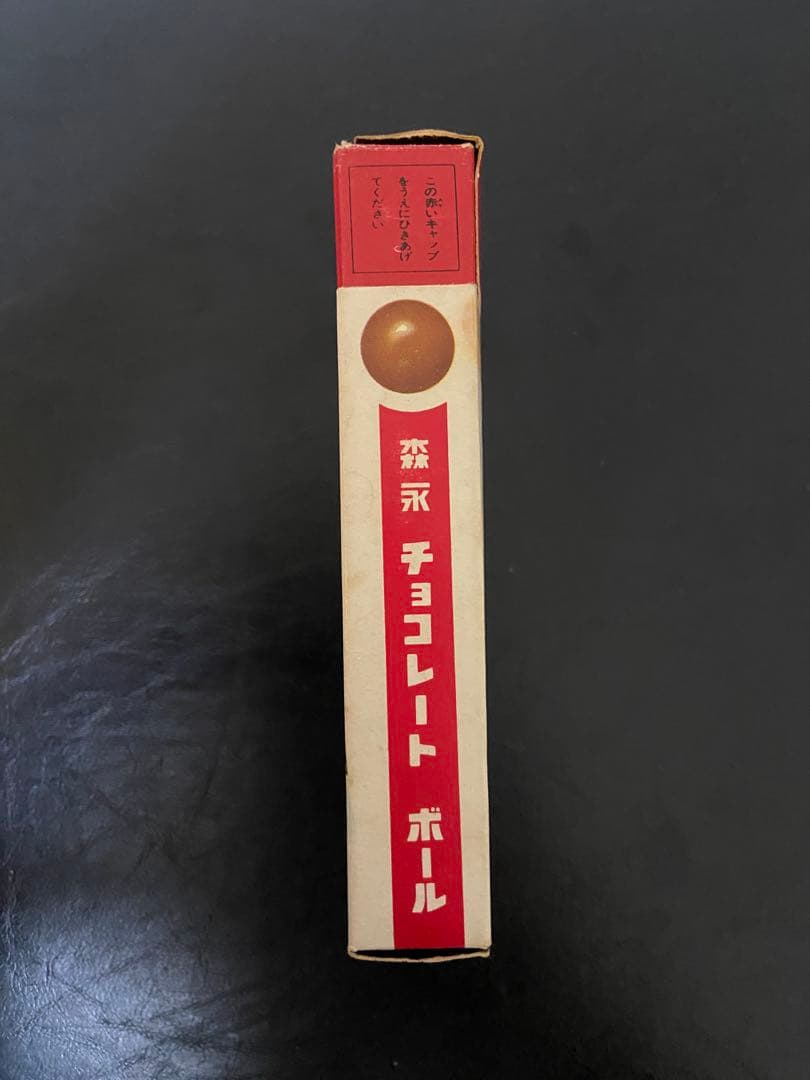 この赤いキャップ
をうえにひきあげ
てください
森永 チョコレート ボール